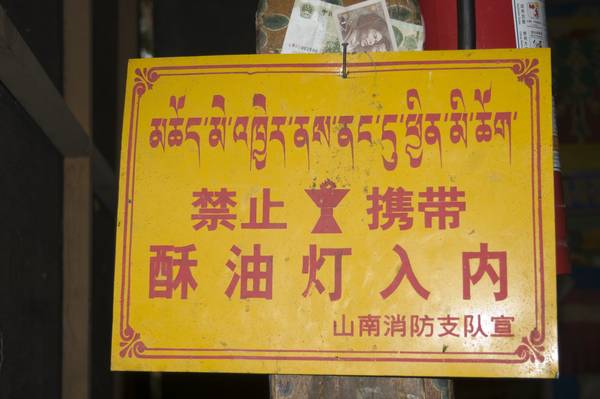 མཆོད་མེ་འཁྱེར་ནས་ནང་དུ་ཕྱིན་མི་ཆོག
禁止 携带
酥油灯入内
山南消防支队宣